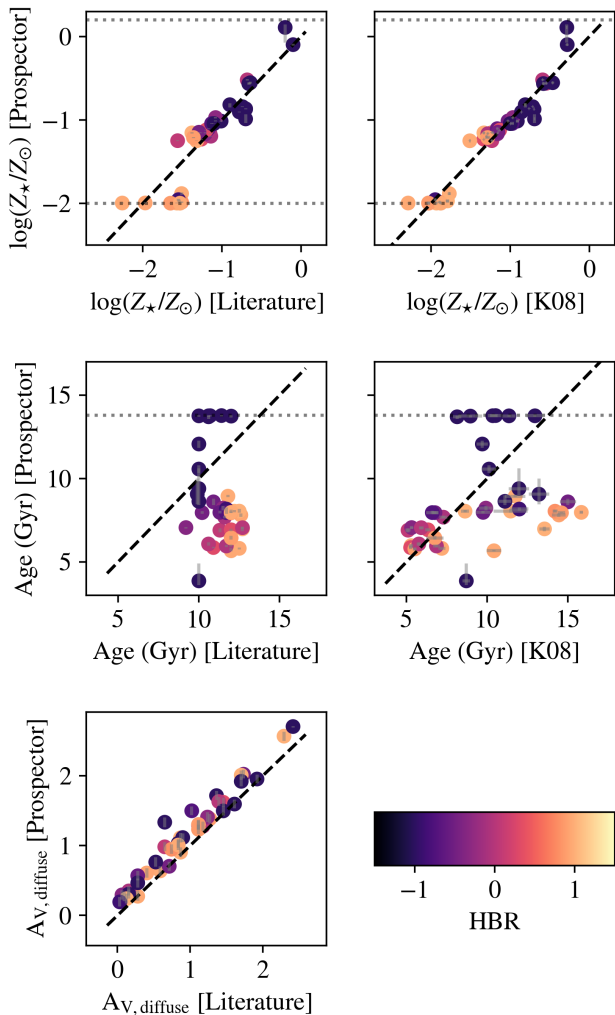 0
−1
−2
log(Z⋆/Z⊙) [Prospector]
−2 −1 0
−2 −1 0
log(Z⋆/Z⊙) [Literature]
log(Z⋆/Z⊙) [K08]
15
10
5
Age (Gyr) [Prospector]
5 10 15
5 10 15
Age (Gyr) [Literature]
Age (Gyr) [K08]
2
1
0
A_V, diffuse [Prospector]
0 1 2
A_V, diffuse [Literature]
−1 0 1
HBR